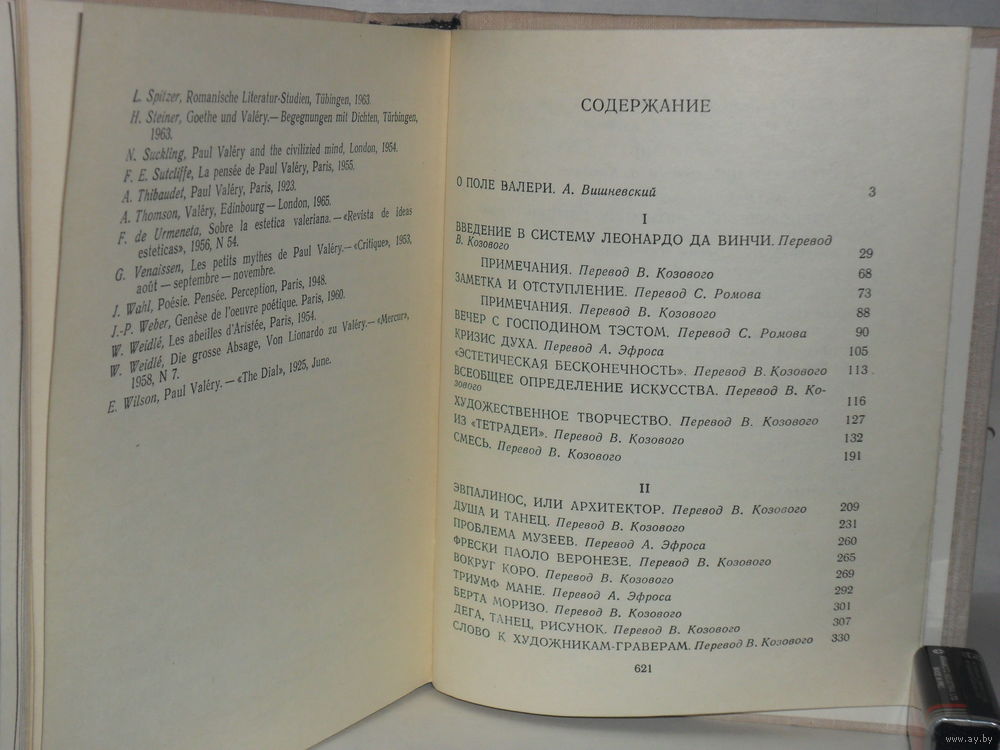 L. Spitzer, Romanische Literatur-Studien, Tübingen, 1963.
H. Steiner, Goethe und Valéry.— Begegnungen mit Dichten, Türbingen,
1963.
N. Suckling, Paul Valéry and the civilizied mind, London, 1954.
F. E. Sutcliffe, La pensée de Paul Valéry, Paris, 1955.
A. Thibaudet, Paul Valéry, Paris, 1923.
A. Thomson, Valéry, Edinbourg — London, 1965.
F. de Urmeneta, Sobre la estetica valeriana.— «Revista de ideas
esteticas», 1956, N 54.
G. Venaissen, Les petits mythes de Paul Valéry.— «Critique», 1953,
août — septembre — novembre.
J. Wahl, Poésie. Pensée. Perception, Paris, 1948.
J.-P. Weber, Genèse de l'oeuvre poétique. Paris, 1960.
W. Weidlé, Les abeilles d'Aristée, Paris, 1954.
W. Weidlé, Die grosse Absage, Von Lionardo zu Valéry.— «Mercur»,
1958, N 7.
E. Wilson, Paul Valéry. — «The Dial», 1925, June.
СОДЕРЖАНИЕ
О ПОЛЕ ВАЛЕРИ. А. Вишневский 3
I
ВВЕДЕНИЕ В СИСТЕМУ ЛЕОНАРДО ДА ВИНЧИ. Перевод
В. Козового 29
ПРИМЕЧАНИЯ. Перевод В. Козового 68
ЗАМЕТКА И ОТСТУПЛЕНИЕ. Перевод С. Ромова 73
ПРИМЕЧАНИЯ. Перевод В. Козового 88
ВЕЧЕР С ГОСПОДИНОМ ТЭСТОМ. Перевод С. Ромова 90
КРИЗИС ДУХА. Перевод А. Эфроса 105
«ЭСТЕТИЧЕСКАЯ БЕСКОНЕЧНОСТЬ». Перевод В. Козового 113
ВСЕОБЩЕЕ ОПРЕДЕЛЕНИЕ ИСКУССТВА. Перевод В. Ко-
зового 116
ХУДОЖЕСТВЕННОЕ ТВОРЧЕСТВО. Перевод В. Козового 127
ИЗ «ТЕТРАДЕЙ». Перевод В. Козового 132
СМЕСЬ. Перевод В. Козового 191
II
ЭВПАЛИНОС, ИЛИ АРХИТЕКТОР. Перевод В. Козового 209
ДУША И ТАНЕЦ. Перевод В. Козового 231
ПРОБЛЕМА МУЗЕЕВ. Перевод А. Эфроса 260
ФРЕСКИ ПАОЛО ВЕРОНЕЗЕ. Перевод В. Козового 265
ВОКРУГ КОРО. Перевод В. Козового 269
ТРИУМФ МАНЕ. Перевод А. Эфроса 292
БЕРТА МОРИЗО. Перевод В. Козового 301
ДЕГА, ТАНЕЦ, РИСУНОК. Перевод В. Козового 307
СЛОВО К ХУДОЖНИКАМ-ГРАВЕРАМ. Перевод В. Козового 330
621
www.ay.by